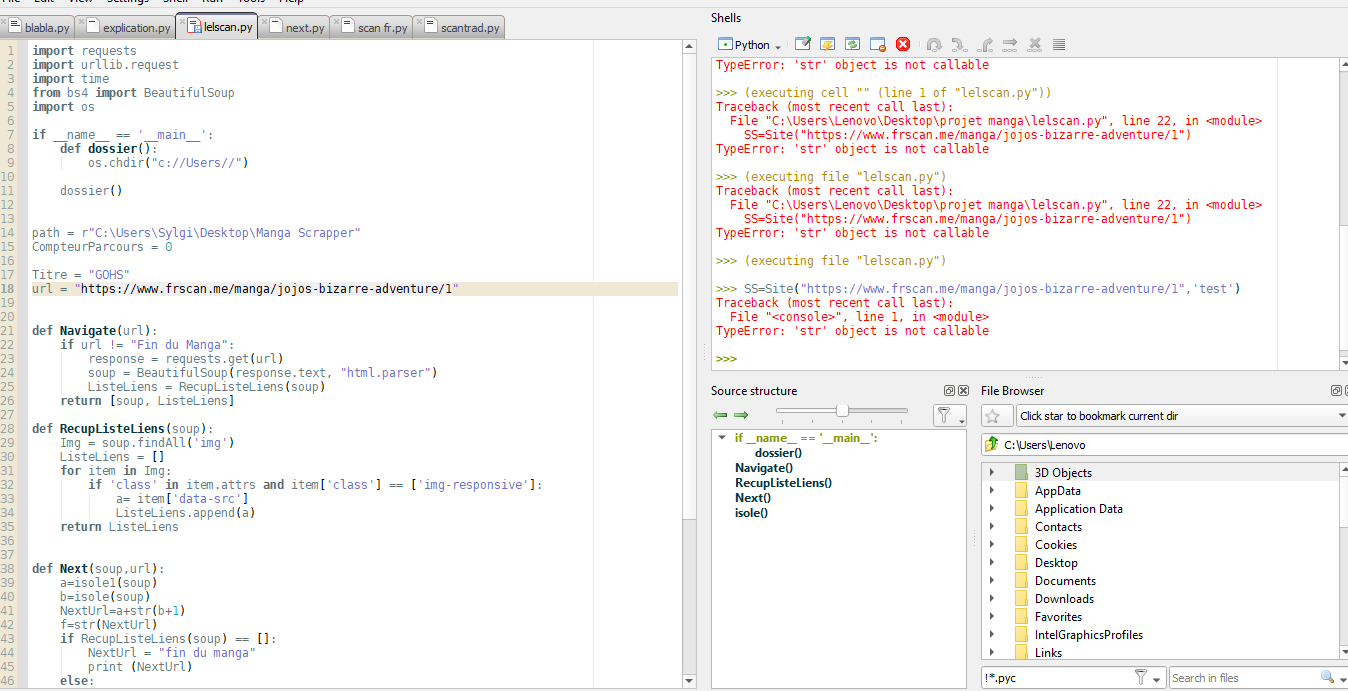 blabla.py
explication.py
lelscan.py
next.py
scan fr.py
scantrad.py
1 import requests
2 import urllib.request
3 import time
4 from bs4 import BeautifulSoup
5 import os
6
7 if __name__ == '__main__':
8 def dossier():
9 os.chdir("c://Users//")
10
11 dossier()
12
13
14 path = r"C:\Users\Sylgi\Desktop\Manga Scrapper"
15 CompteurParcours = 0
16
17 Titre = "GOHS"
18 url = "https://www.frscan.me/manga/jojos-bizarre-adventure/1"
19
20
21 def Navigate(url):
22 if url != "Fin du Manga":
23 response = requests.get(url)
24 soup = BeautifulSoup(response.text, "html.parser")
25 ListeLiens = RecupListeLiens(soup)
26 return [soup, ListeLiens]
27
28 def RecupListeLiens(soup):
29 Img = soup.findAll('img')
30 ListeLiens = []
31 for item in Img:
32 if 'class' in item.attrs and item['class'] == ['img-responsive']:
33 a= item['data-src']
34 ListeLiens.append(a)
35 return ListeLiens
36
37
38 def Next(soup,url):
39 a=isole1(soup)
40 b=isole(soup)
41 NextUrl=a+str(b+1)
42 f=str(NextUrl)
43 if RecupListeLiens(soup) == []:
44 NextUrl = "fin du manga"
45 print (NextUrl)
46 else:
Shells
Python
TypeError: 'str' object is not callable
>>> (executing cell "" (line 1 of "lelscan.py"))
Traceback (most recent call last):
File "C:\Users\Lenovo\Desktop\projet manga\lelscan.py", line 22, in <module>
SS=Site("https://www.frscan.me/manga/jojos-bizarre-adventure/1")
TypeError: 'str' object is not callable
>>> (executing file "lelscan.py")
Traceback (most recent call last):
File "C:\Users\Lenovo\Desktop\projet manga\lelscan.py", line 22, in <module>
SS=Site("https://www.frscan.me/manga/jojos-bizarre-adventure/1")
TypeError: 'str' object is not callable
>>> (executing file "lelscan.py")
>>> SS=Site("https://www.frscan.me/manga/jojos-bizarre-adventure/1",'test')
Traceback (most recent call last):
File "<console>", line 1, in <module>
TypeError: 'str' object is not callable
>>>
Source structure
if __name__ == '__main__':
dossier()
Navigate()
RecupListeLiens()
Next()
isole()
File Browser
Click star to bookmark current dir
C:\Users\Lenovo
3D Objects
AppData
Application Data
Contacts
Cookies
Desktop
Documents
Downloads
Favorites
IntelGraphicsProfiles
Links
!*.pyc
Search in files